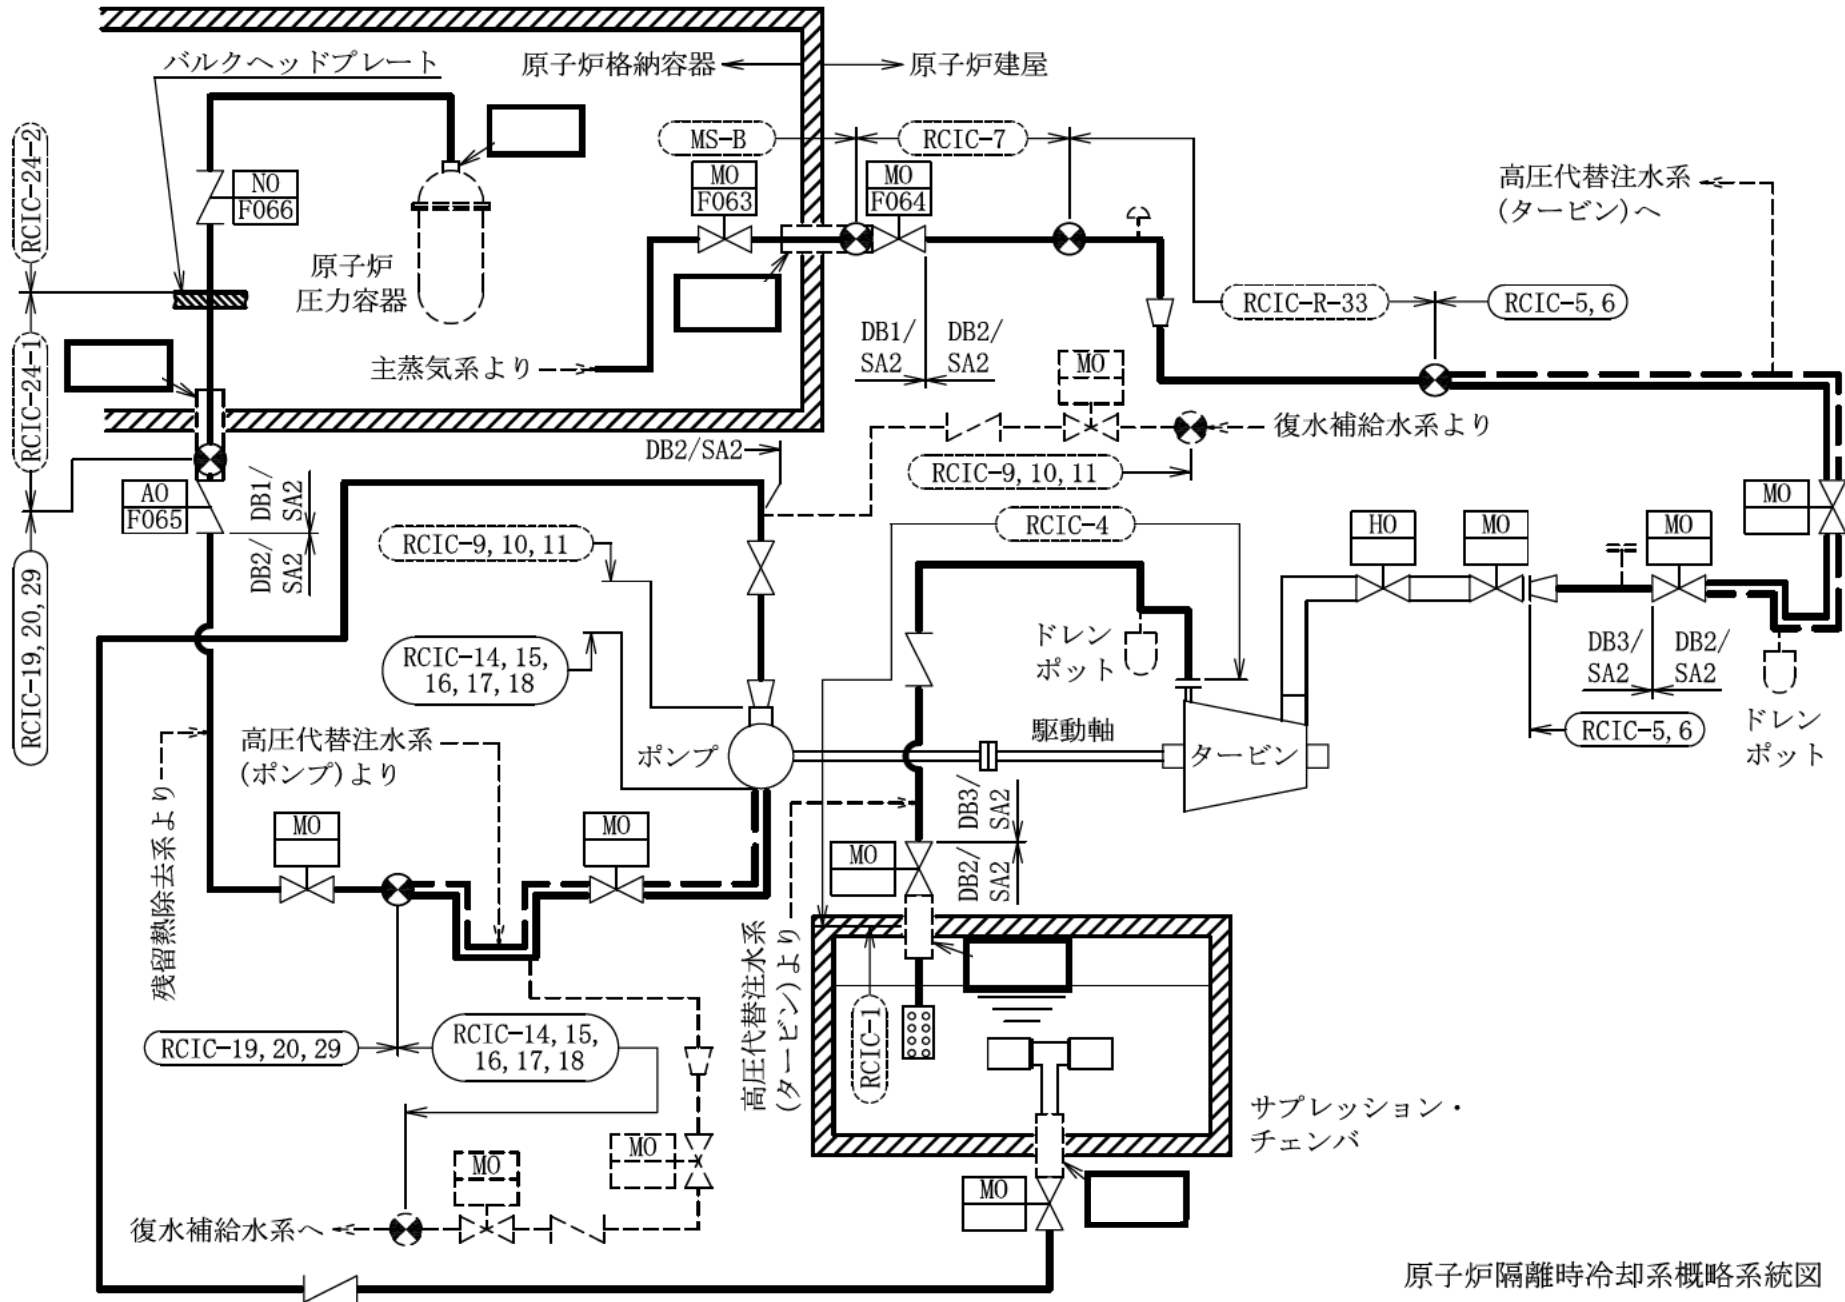 バルクヘッドプレート
原子炉格納容器
原子炉建屋
RCIC-24-2
NO
F066
MS-B
RCIC-7
MO
F063
MO
F064
高圧代替注水系
(タービン)へ
原子炉
圧力容器
RCIC-R-33
RCIC-5, 6
主蒸気系より
DB1/
SA2
DB2/
SA2
MO
RCIC-24-1
復水補給水系より
DB2/SA2
RCIC-9, 10, 11
AO
F065
DB1/
SA2
DB2/
SA2
RCIC-4
HO
MO
MO
MO
RCIC-9, 10, 11
RCIC-19, 20, 29
RCIC-14, 15,
16, 17, 18
ドレン
ポット
DB3/
SA2
DB2/
SA2
RCIC-5, 6
ドレン
ポット
高圧代替注水系
(ポンプ)より
ポンプ
駆動軸
タービン
残留熱除去系より
MO
MO
MO
DB3/
SA2
DB2/
SA2
高圧代替注水系
(タービン)より
RCIC-1
RCIC-19, 20, 29
RCIC-14, 15,
16, 17, 18
サプレッション・
チェンバ
MO
MO
MO
復水補給水系へ
原子炉隔離時冷却系概略系統図